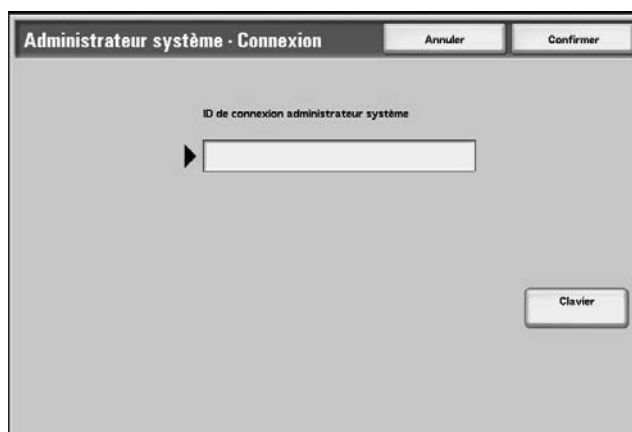 Administrateur système - Connexion
Annuler
Confirmer
ID de connexion administrateur système
Clavier